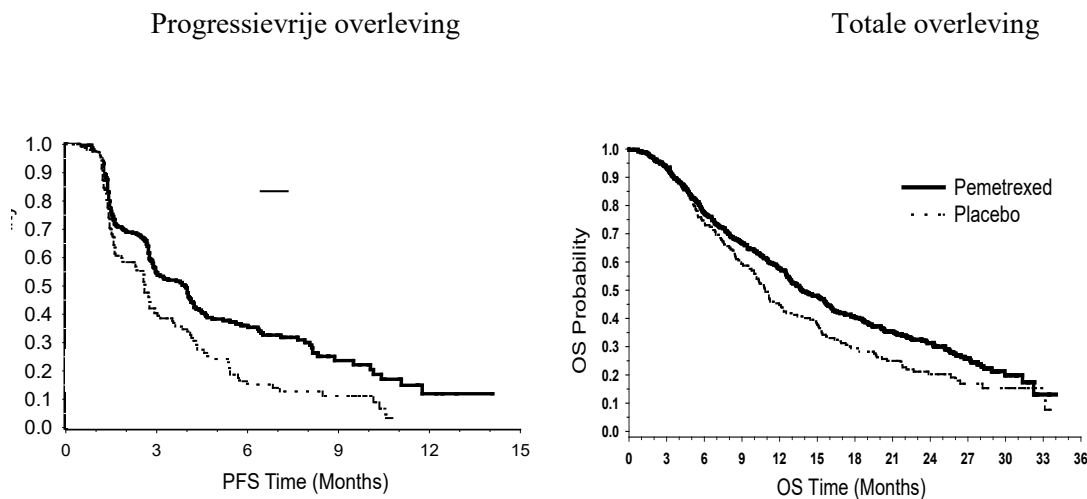 Progressievrije overleving
Totale overleving
1.0
0.9
0.8
0.7
0.6
0.5
0.4
0.3
0.2
0.1
0.0
0 3 6 9 12 15
PFS Time (Months)
OS Probability
1.0
0.9
0.8
0.7
0.6
0.5
0.4
0.3
0.2
0.1
0.0
Pemetrexed
Placebo
0 3 6 9 12 15 18 21 24 27 30 33 36
OS Time (Months)